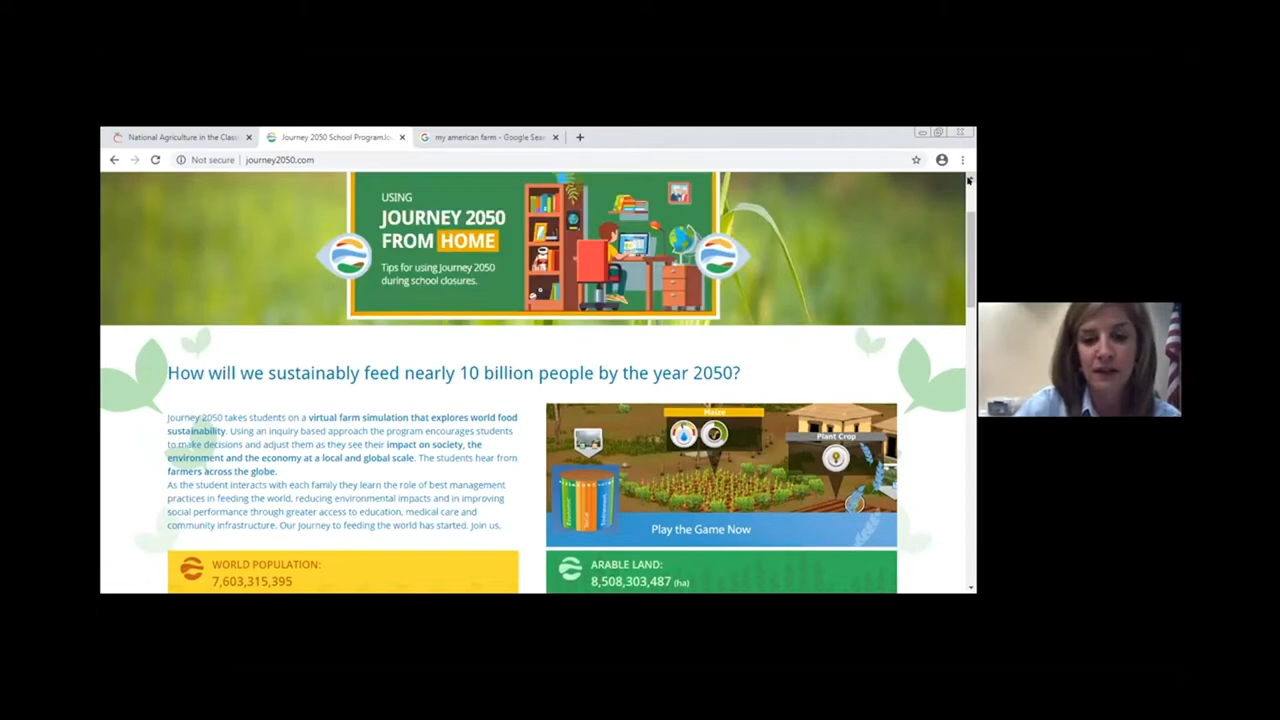 National Agriculture in the Class
Journey 2050 School ProgramJo
my american farm - Google Sea
Not secure
journey2050.com
USING
JOURNEY 2050
FROM HOME
Tips for using Journey 2050
during school closures.
How will we sustainably feed nearly 10 billion people by the year 2050?
Journey 2050 takes students on a virtual farm simulation that explores world food
sustainability. Using an inquiry based approach the program encourages students
to make decisions and adjust them as they see their impact on society, the
environment and the economy at a local and global scale. The students hear from
farmers across the globe.
As the student interacts with each family they learn the role of best management
practices in feeding the world, reducing environmental impacts and in improving
social performance through greater access to education, medical care and
community infrastructure. Our Journey to feeding the world has started. Join us.
Maize
Plant Crop
Economic
Social
Environment
Play the Game Now
WORLD POPULATION:
7,603,315,395
ARABLE LAND:
8,508,303,487 (ha)